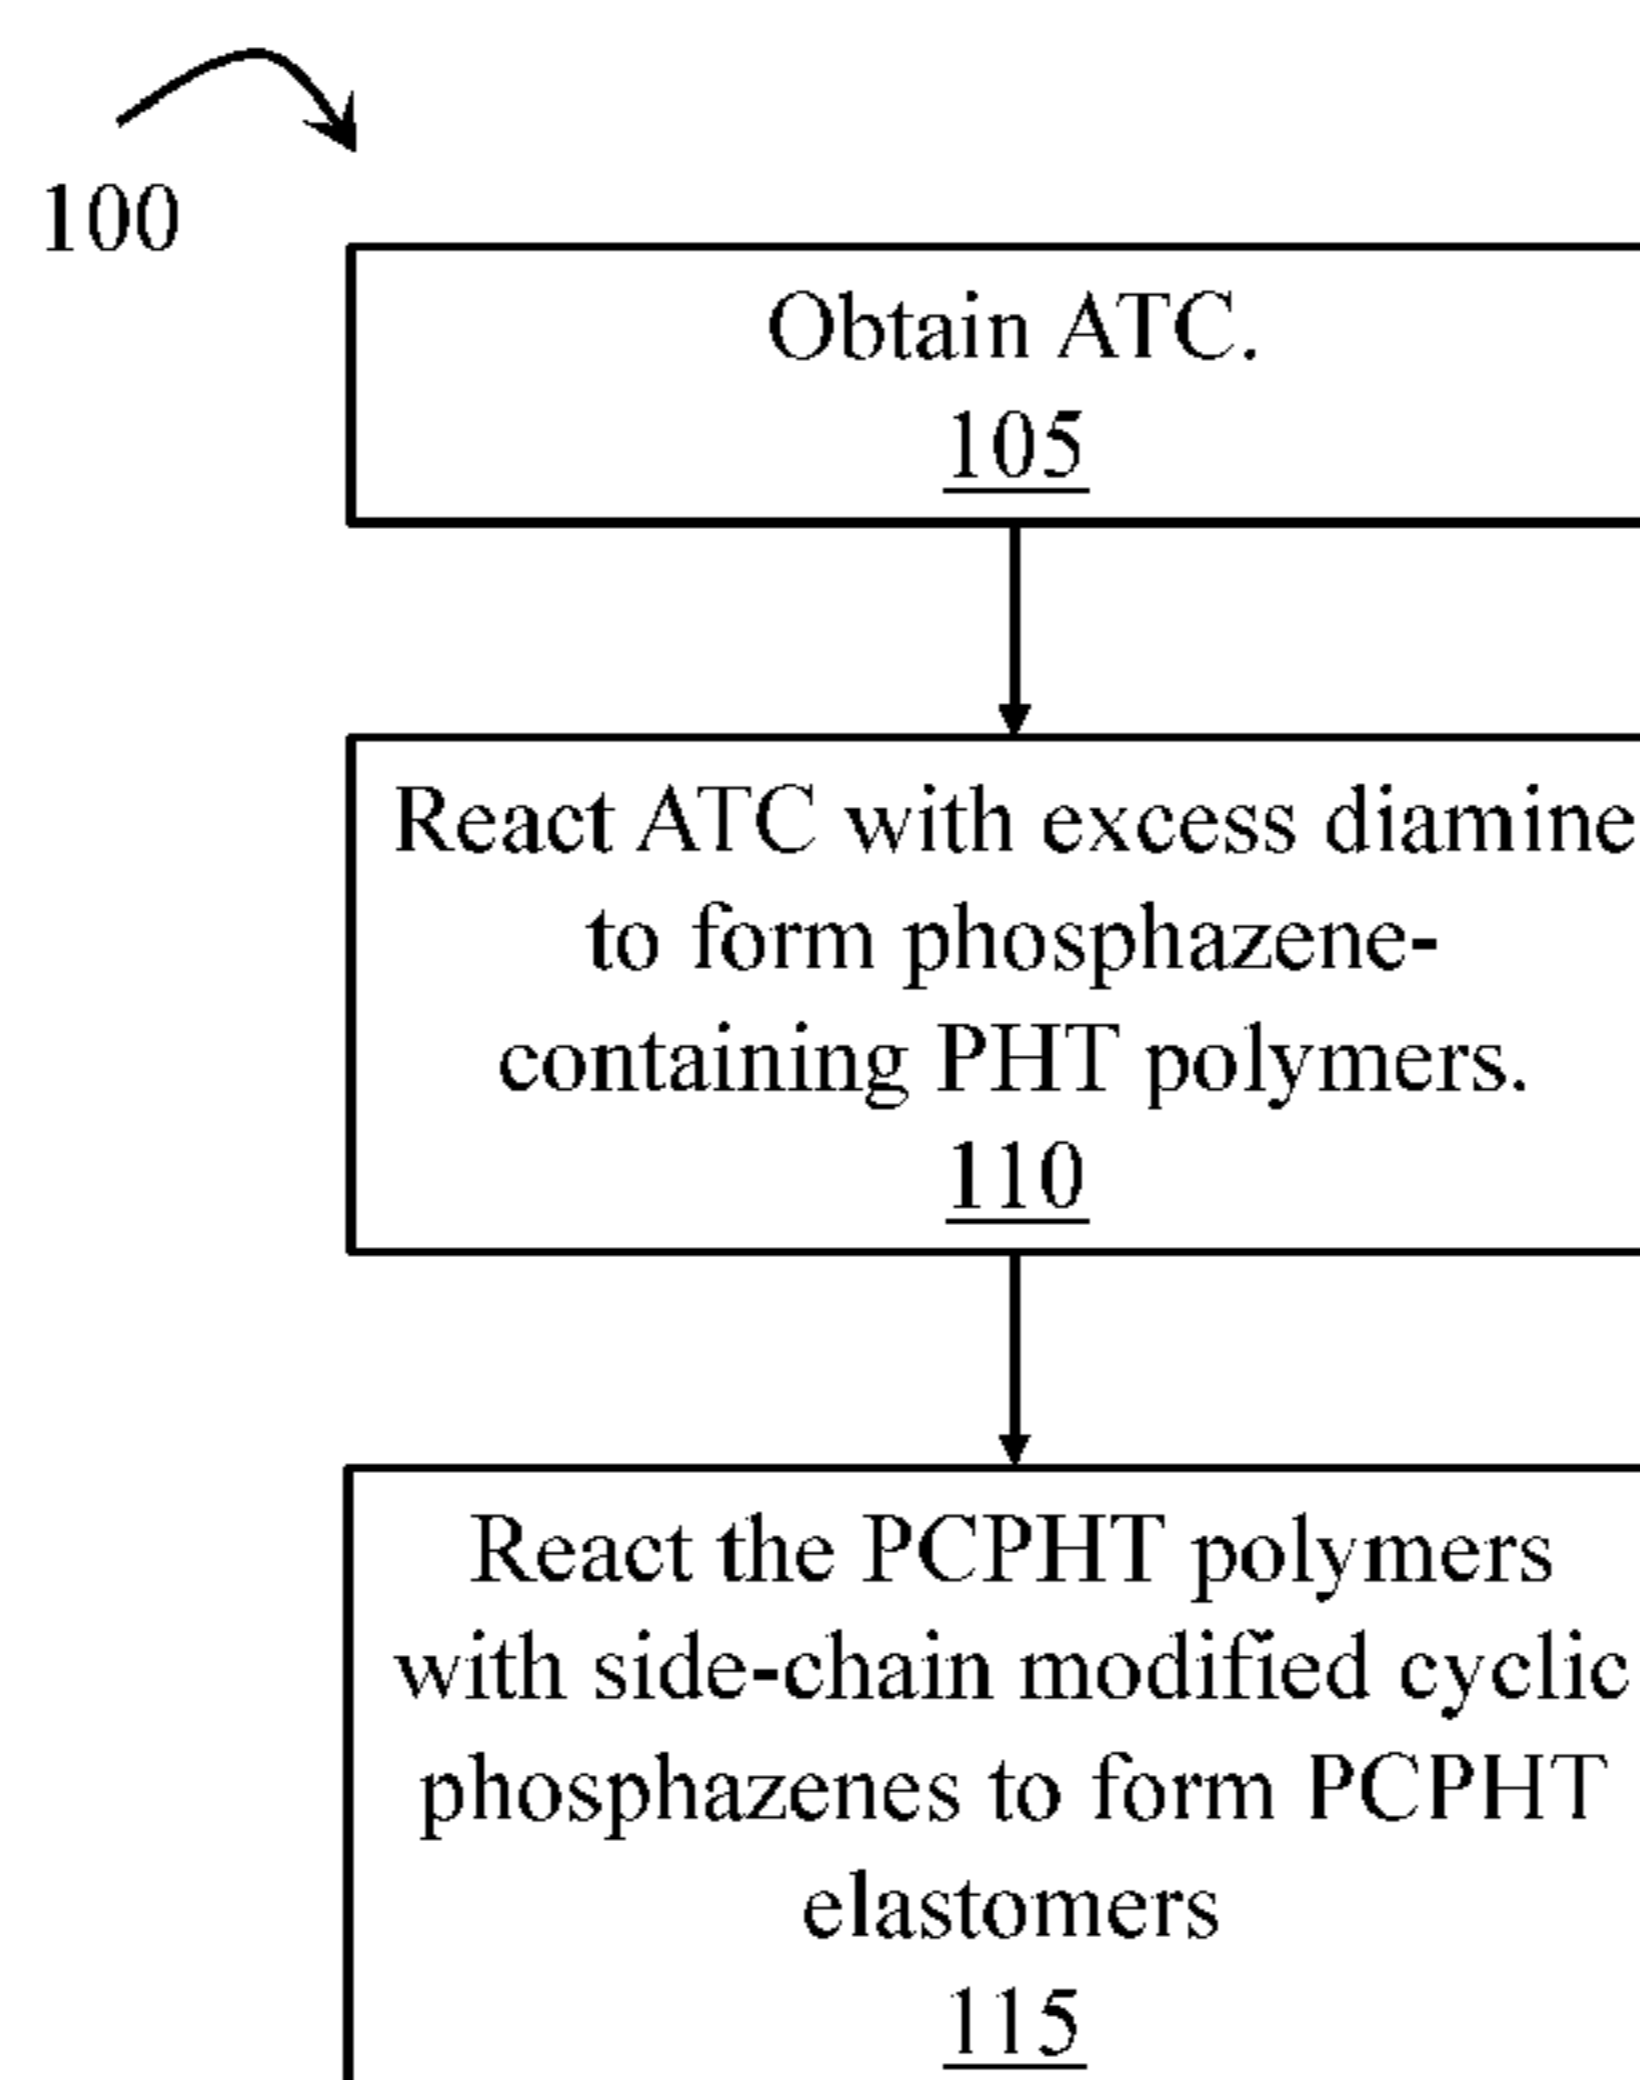 100
Obtain ATC.
105
React ATC with excess diamine
to form phosphazene-
containing PHT polymers.
110
React the PCPHT polymers
with side-chain modified cyclic
phosphazenes to form PCPHT
elastomers
115